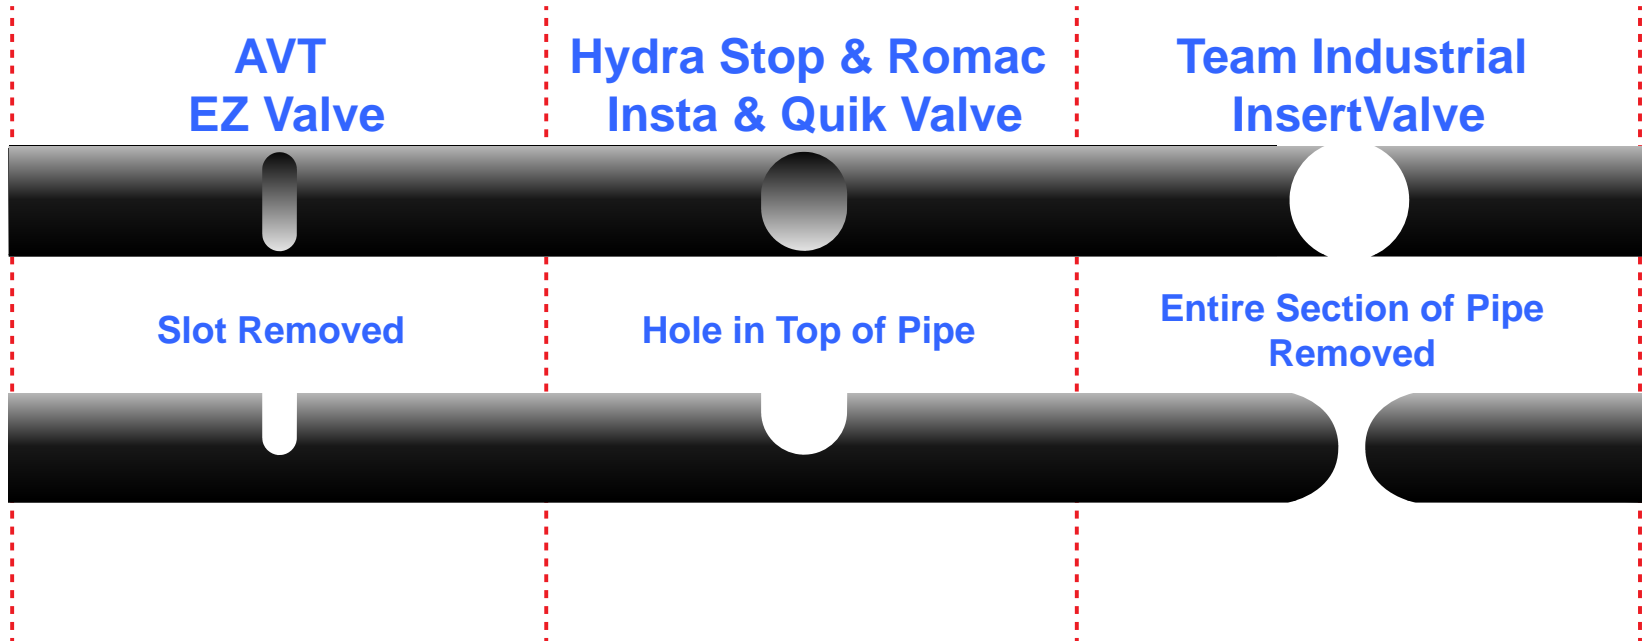 AVT
EZ Valve
Hydra Stop & Romac
Insta & Quik Valve
Team Industrial
InsertValve
Slot Removed
Hole in Top of Pipe
Entire Section of Pipe
Removed